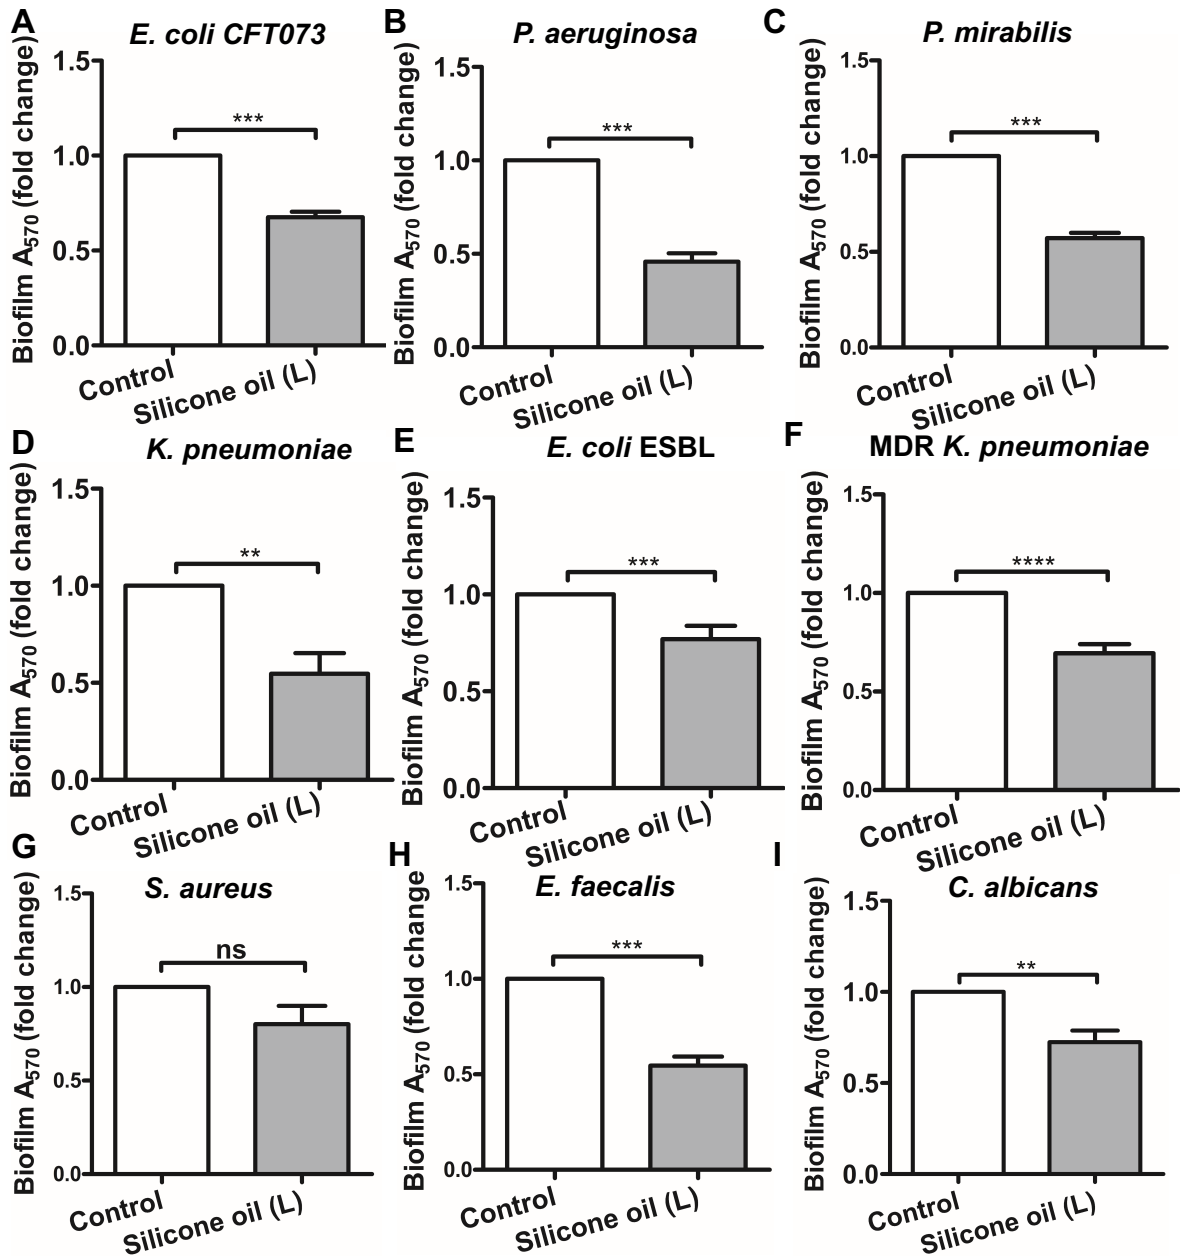 A
E. coli CFT073
Biofilm A570 (fold change)
1.5
1.0
0.5
0.0
***
Control
Silicone oil (L)
B
P. aeruginosa
Biofilm A570 (fold change)
1.5
1.0
0.5
0.0
***
Control
Silicone oil (L)
C
P. mirabilis
Biofilm A570 (fold change)
1.5
1.0
0.5
0.0
***
Control
Silicone oil (L)
D
K. pneumoniae
Biofilm A570 (fold change)
1.5
1.0
0.5
0.0
**
Control
Silicone oil (L)
E
E. coli ESBL
Biofilm A570 (fold change)
1.5
1.0
0.5
0.0
***
Control
Silicone oil (L)
F
MDR K. pneumoniae
Biofilm A570 (fold change)
1.5
1.0
0.5
0.0
****
Control
Silicone oil (L)
G
S. aureus
Biofilm A570 (fold change)
1.5
1.0
0.5
0.0
ns
Control
Silicone oil (L)
H
E. faecalis
Biofilm A570 (fold change)
1.5
1.0
0.5
0.0
***
Control
Silicone oil (L)
I
C. albicans
Biofilm A570 (fold change)
1.5
1.0
0.5
0.0
**
Control
Silicone oil (L)